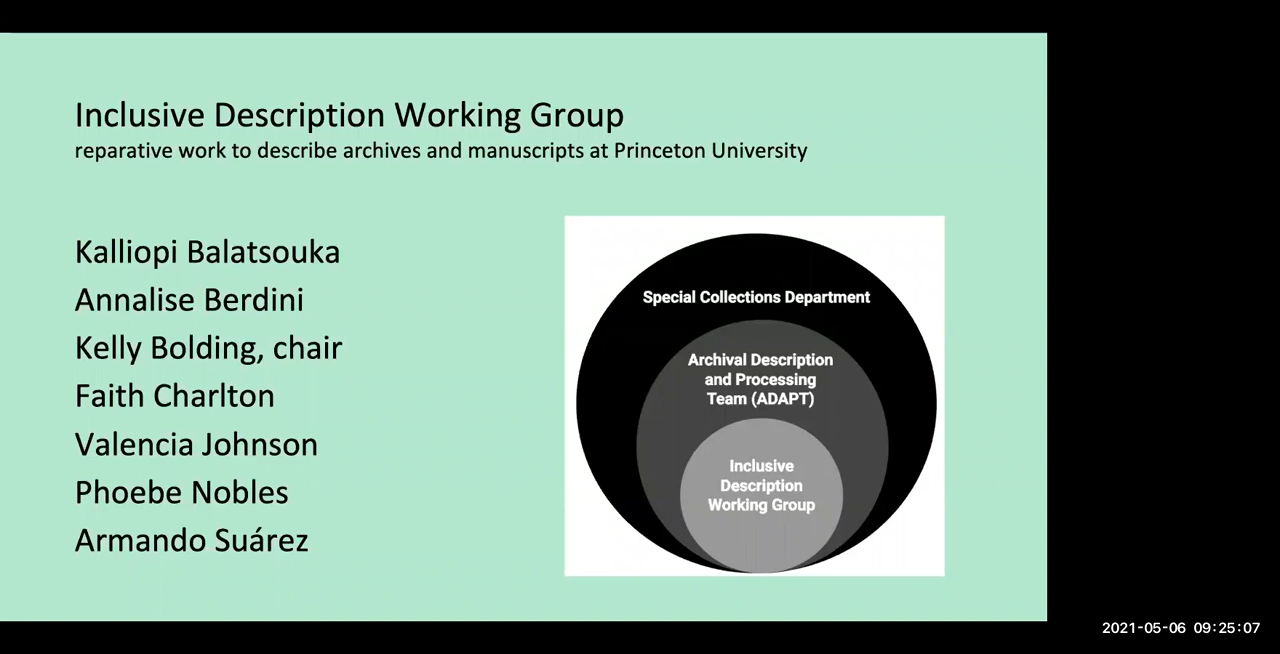 Inclusive Description Working Group
reparative work to describe archives and manuscripts at Princeton University
Kalliopi Balatsouka
Annalise Berdini
Kelly Bolding, chair
Faith Charlton
Valencia Johnson
Phoebe Nobles
Armando Suárez
Special Collections Department
Archival Description
and Processing
Team (ADAPT)
Inclusive
Description
Working Group
2021-05-06 09:25:07